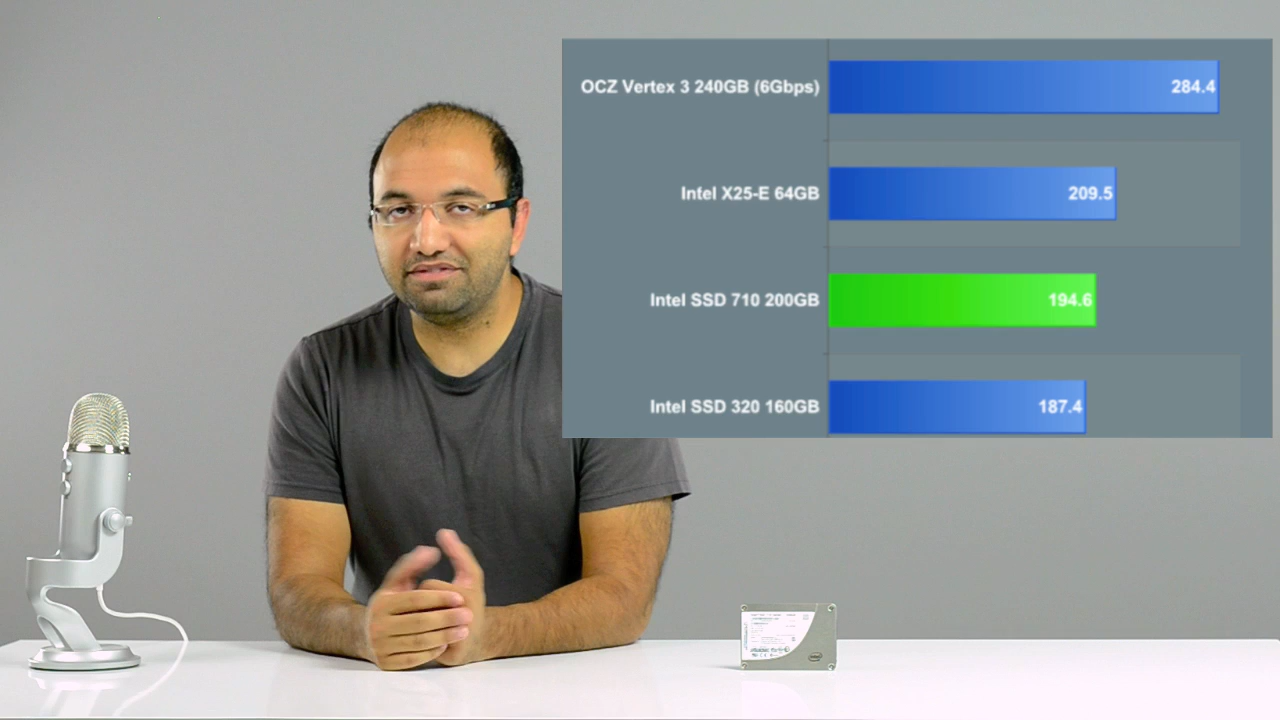 OCZ Vertex 3 240GB (6Gbps) 284.4
Intel X25-E 64GB 209.5
Intel SSD 710 200GB 194.6
Intel SSD 320 160GB 187.4
intel